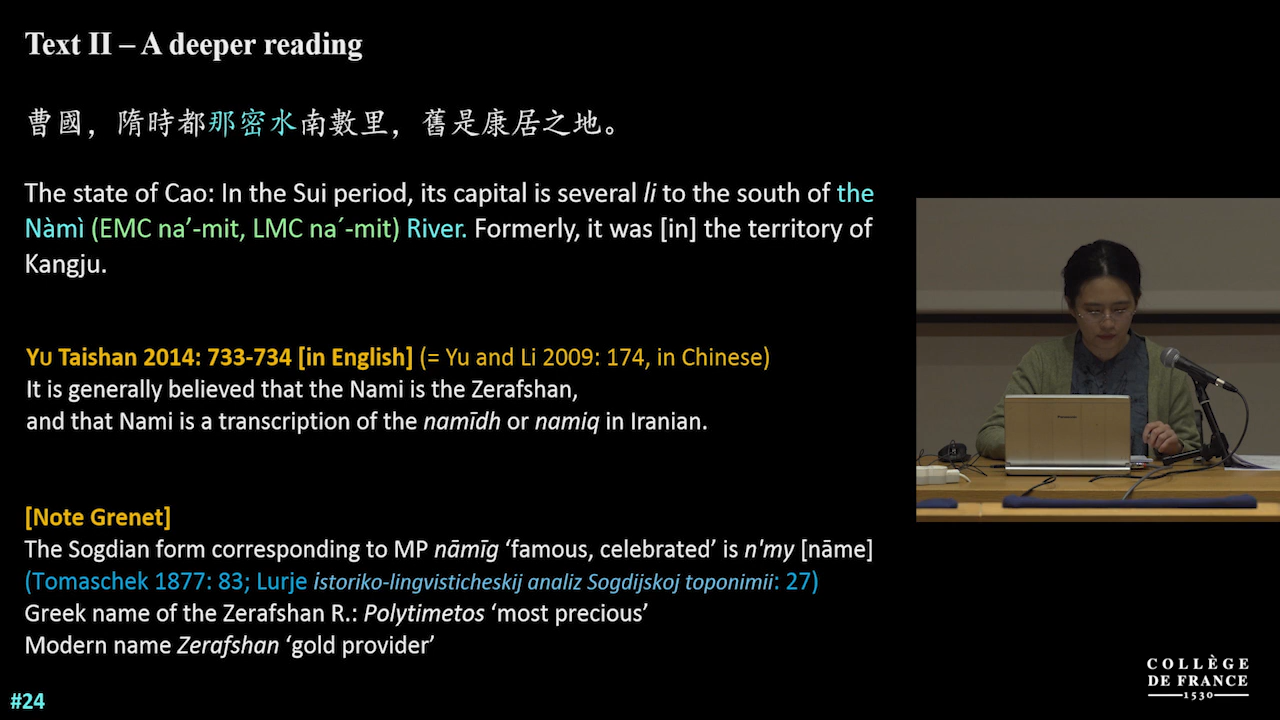 Text II – A deeper reading
曹國，隋時都那密水南數里，舊是康居之地。
The state of Cao: In the Sui period, its capital is several li to the south of the
Nàmì (EMC na’-mit, LMC na´-mit) River. Formerly, it was [in] the territory of
Kangju.
Yu Taishan 2014: 733-734 [in English] (= Yu and Li 2009: 174, in Chinese)
It is generally believed that the Nami is the Zerafshan,
and that Nami is a transcription of the namīdh or namiq in Iranian.
[Note Grenet]
The Sogdian form corresponding to MP nāmīg ‘famous, celebrated’ is n'my [nāme]
(Tomaschek 1877: 83; Lurje istoriko-lingvisticheskij analiz Sogdijskoj toponimii: 27)
Greek name of the Zerafshan R.: Polytimetos ‘most precious’
Modern name Zerafshan ‘gold provider’
#24
Panasonic
COLLÈGE
DE FRANCE
1530